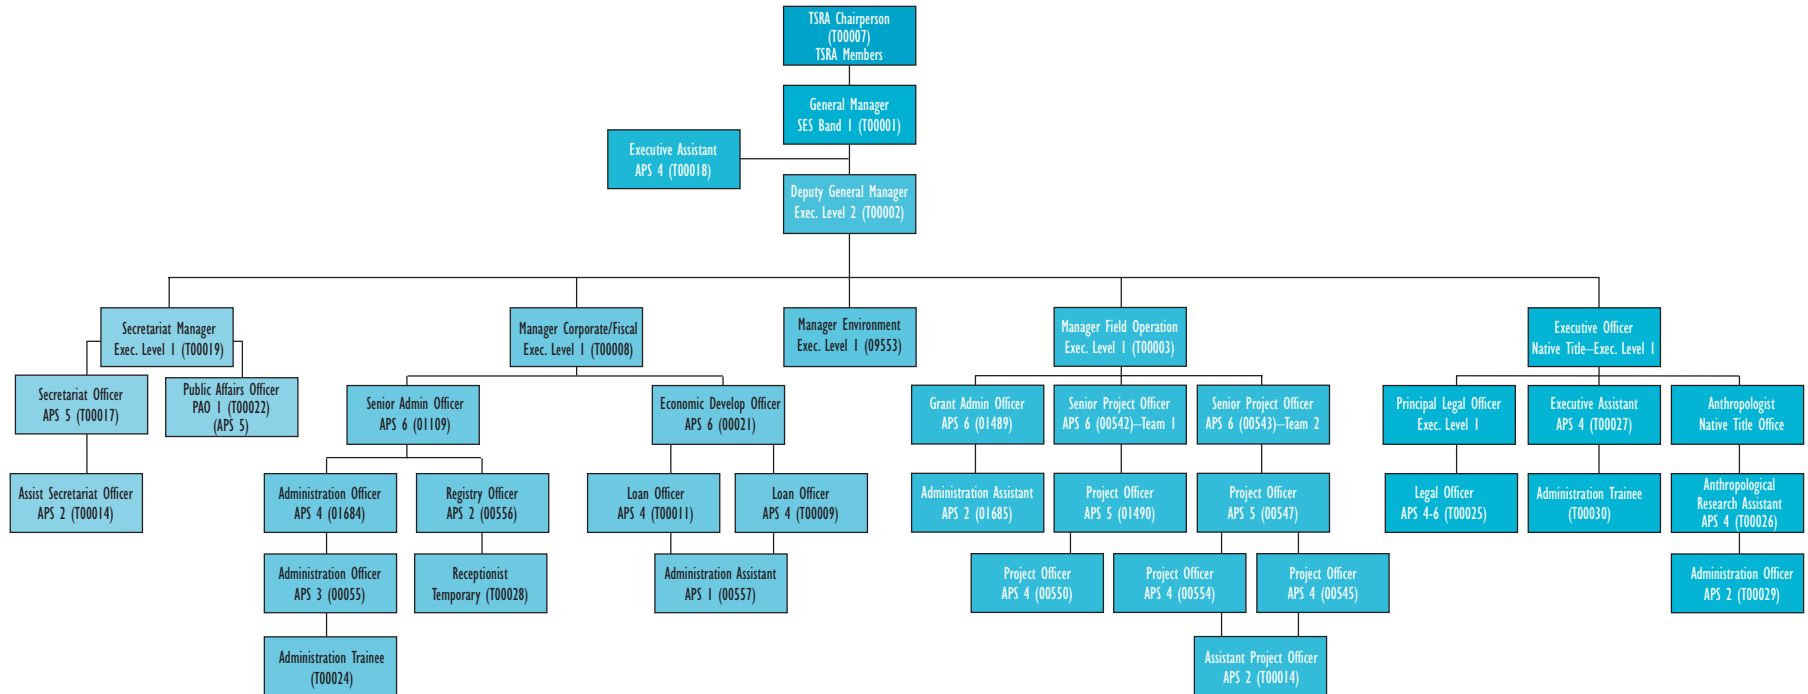 TSRA Chairperson
(T00007)
TSRA Members
General Manager
SES Band 1 (T00001)
Executive Assistant
APS 4 (T00018)
Deputy General Manager
Exec. Level 2 (T00002)
Secretariat Manager
Exec. Level 1 (T00019)
Manager Corporate/Fiscal
Exec. Level 1 (T00008)
Manager Environment
Exec. Level 1 (09553)
Manager Field Operation
Exec. Level 1 (T00003)
Executive Officer
Native Title–Exec. Level 1
Secretariat Officer
APS 5 (T00017)
Public Affairs Officer
PAO 1 (T00022)
(APS 5)
Senior Admin Officer
APS 6 (01109)
Economic Develop Officer
APS 6 (00021)
Grant Admin Officer
APS 6 (01489)
Senior Project Officer
APS 6 (00542)–Team 1
Senior Project Officer
APS 6 (00543)–Team 2
Principal Legal Officer
Exec. Level 1
Executive Assistant
APS 4 (T00027)
Anthropologist
Native Title Office
Assist Secretariat Officer
APS 2 (T00014)
Administration Officer
APS 4 (01684)
Registry Officer
APS 2 (00556)
Loan Officer
APS 4 (T00011)
Loan Officer
APS 4 (T00009)
Administration Assistant
APS 2 (01685)
Project Officer
APS 5 (01490)
Project Officer
APS 5 (00547)
Legal Officer
APS 4-6 (T00025)
Administration Trainee
(T00030)
Anthropological
Research Assistant
APS 4 (T00026)
Administration Officer
APS 3 (00055)
Receptionist
Temporary (T00028)
Administration Assistant
APS 1 (00557)
Project Officer
APS 4 (00550)
Project Officer
APS 4 (00554)
Project Officer
APS 4 (00545)
Administration Officer
APS 2 (T00029)
Administration Trainee
(T00024)
Assistant Project Officer
APS 2 (T00014)